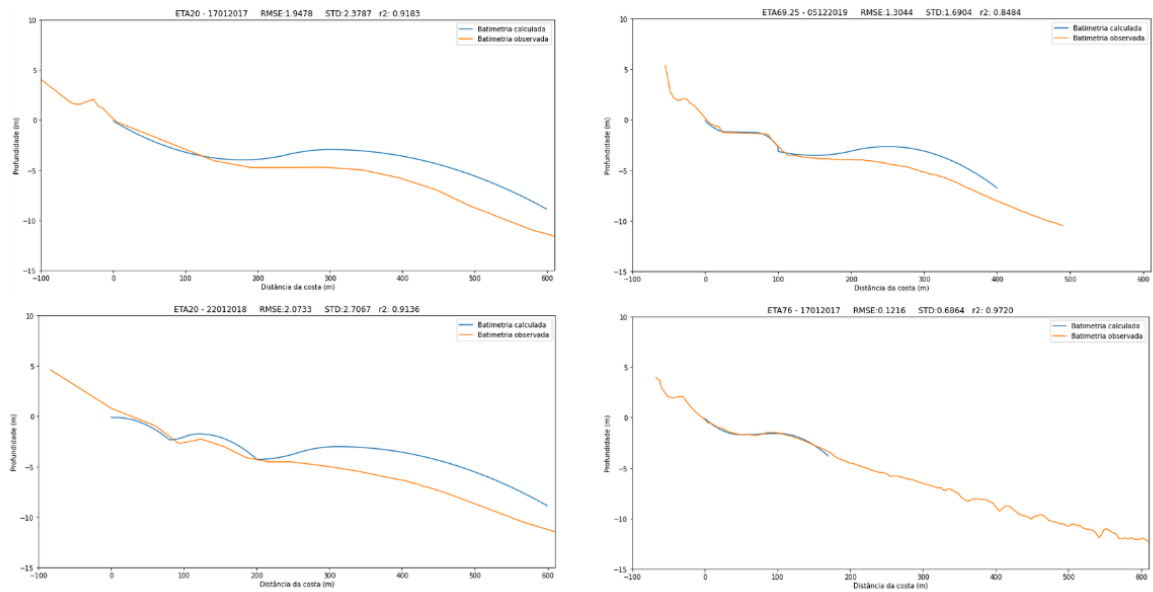 ETA20 - 17012017 RMSE:1.9478 STD:2.3787 r2: 0.9183
Batimetria calculada
Batimetria observada
10
5
0
-5
-10
-15
Profundidade (m)
-100 0 100 200 300 400 500 600
Distância da costa (m)
ETA69.25 - 05122019 RMSE:1.3044 STD:1.6904 r2: 0.8484
Batimetria calculada
Batimetria observada
10
5
0
-5
-10
-15
Profundidade (m)
-100 0 100 200 300 400 500 600
Distância da costa (m)
ETA20 - 22012018 RMSE:2.0733 STD:2.7067 r2: 0.9136
Batimetria calculada
Batimetria observada
10
5
0
-5
-10
-15
Profundidade (m)
-100 0 100 200 300 400 500 600
Distância da costa (m)
ETA76 - 17012017 RMSE:0.1216 STD:0.6864 r2: 0.9720
Batimetria calculada
Batimetria observada
10
5
0
-5
-10
-15
Profundidade (m)
-100 0 100 200 300 400 500 600
Distância da costa (m)